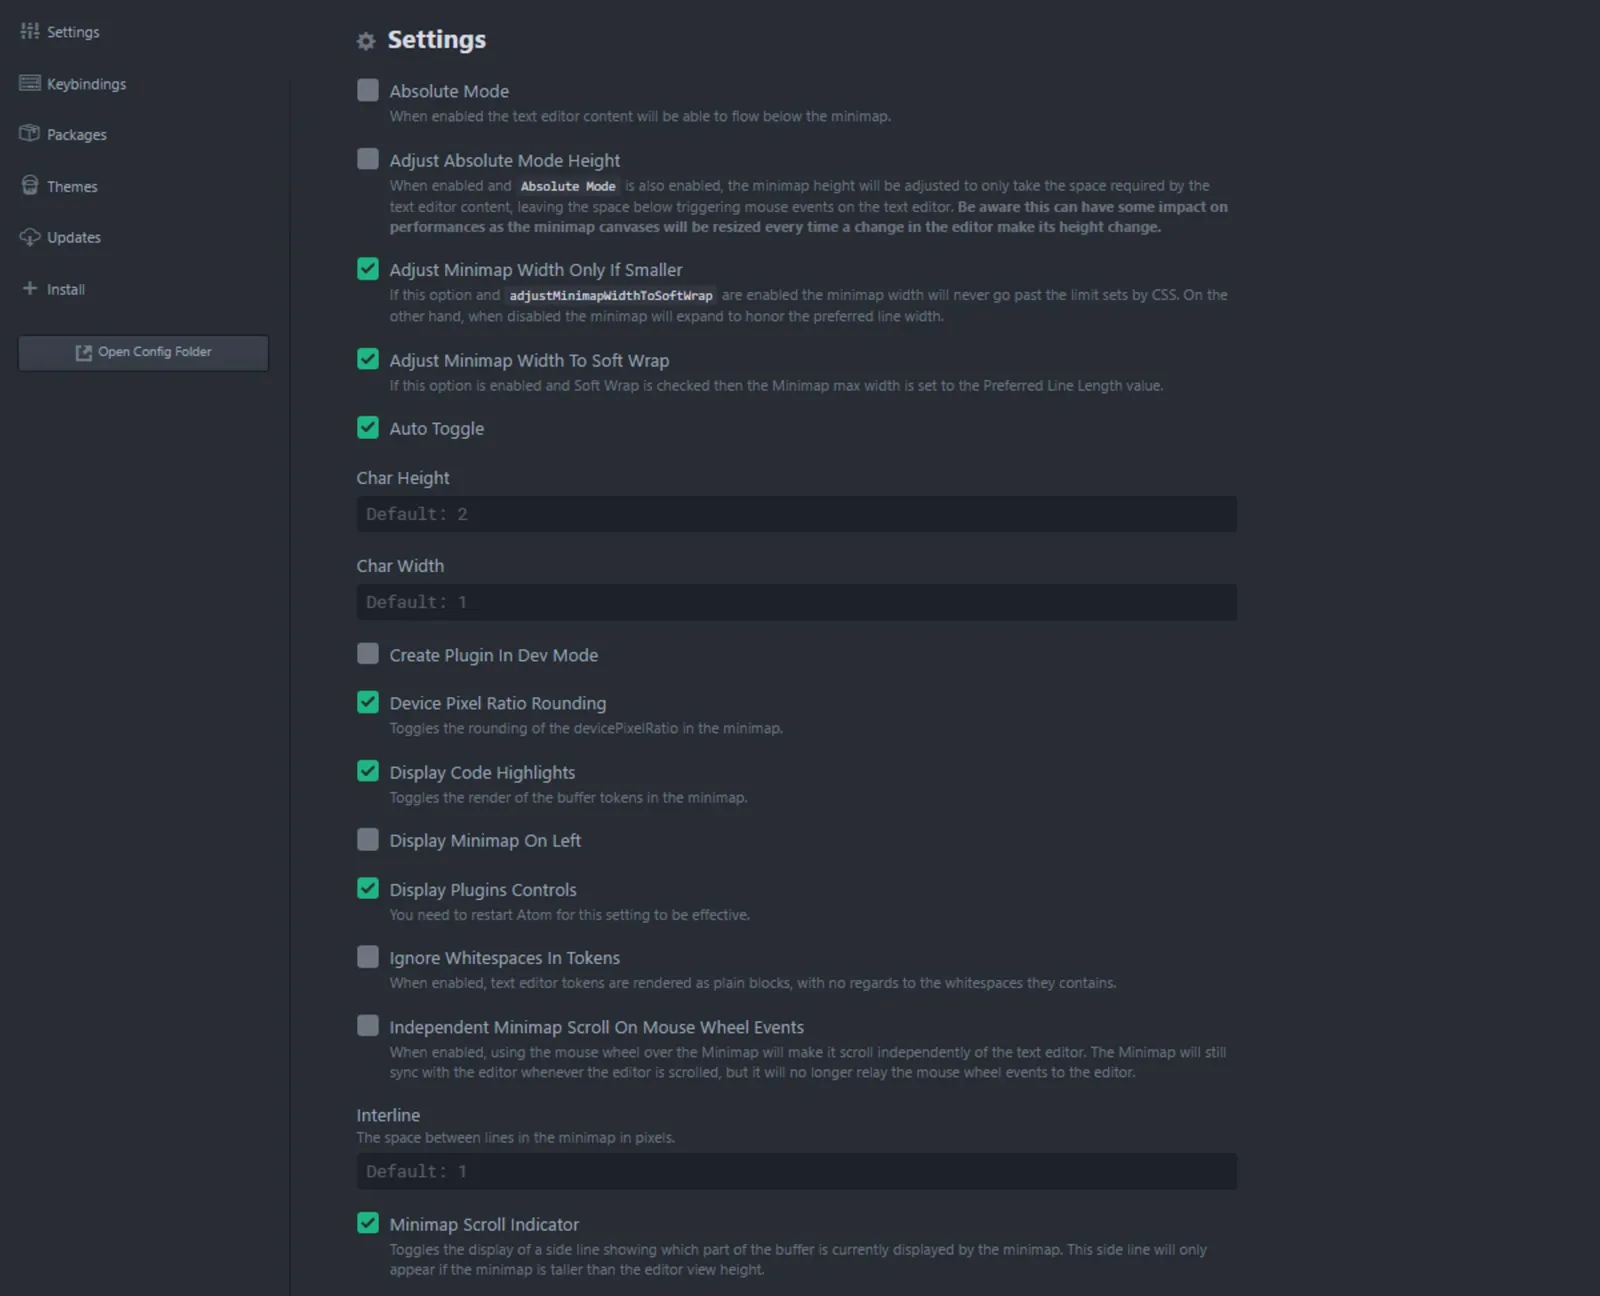 Settings
Keybindings
Packages
Themes
Updates
Install
Open Config Folder
Settings
Absolute Mode
When enabled the text editor content will be able to flow below the minimap.
Adjust Absolute Mode Height
When enabled and Absolute Mode is also enabled, the minimap height will be adjusted to only take the space required by the
text editor content, leaving the space below triggering mouse events on the text editor. Be aware this can have some impact on
performances as the minimap canvases will be resized every time a change in the editor make its height change.
Adjust Minimap Width Only If Smaller
If this option and adjustMinimapWidthToSoftWrap are enabled the minimap width will never go past the limit sets by CSS. On the
other hand, when disabled the minimap will expand to honor the preferred line width.
Adjust Minimap Width To Soft Wrap
If this option is enabled and Soft Wrap is checked then the Minimap max width is set to the Preferred Line Length value.
Auto Toggle
Char Height
Default: 2
Char Width
Default: 1
Create Plugin In Dev Mode
Device Pixel Ratio Rounding
Toggles the rounding of the devicePixelRatio in the minimap.
Display Code Highlights
Toggles the render of the buffer tokens in the minimap.
Display Minimap On Left
Display Plugins Controls
You need to restart Atom for this setting to be effective.
Ignore Whitespaces In Tokens
When enabled, text editor tokens are rendered as plain blocks, with no regards to the whitespaces they contains.
Independent Minimap Scroll On Mouse Wheel Events
When enabled, using the mouse wheel over the Minimap will make it scroll independently of the text editor. The Minimap will still
sync with the editor whenever the editor is scrolled, but it will no longer relay the mouse wheel events to the editor.
Interline
The space between lines in the minimap in pixels.
Default: 1
Minimap Scroll Indicator
Toggles the display of a side line showing which part of the buffer is currently displayed by the minimap. This side line will only
appear if the minimap is taller than the editor view height.